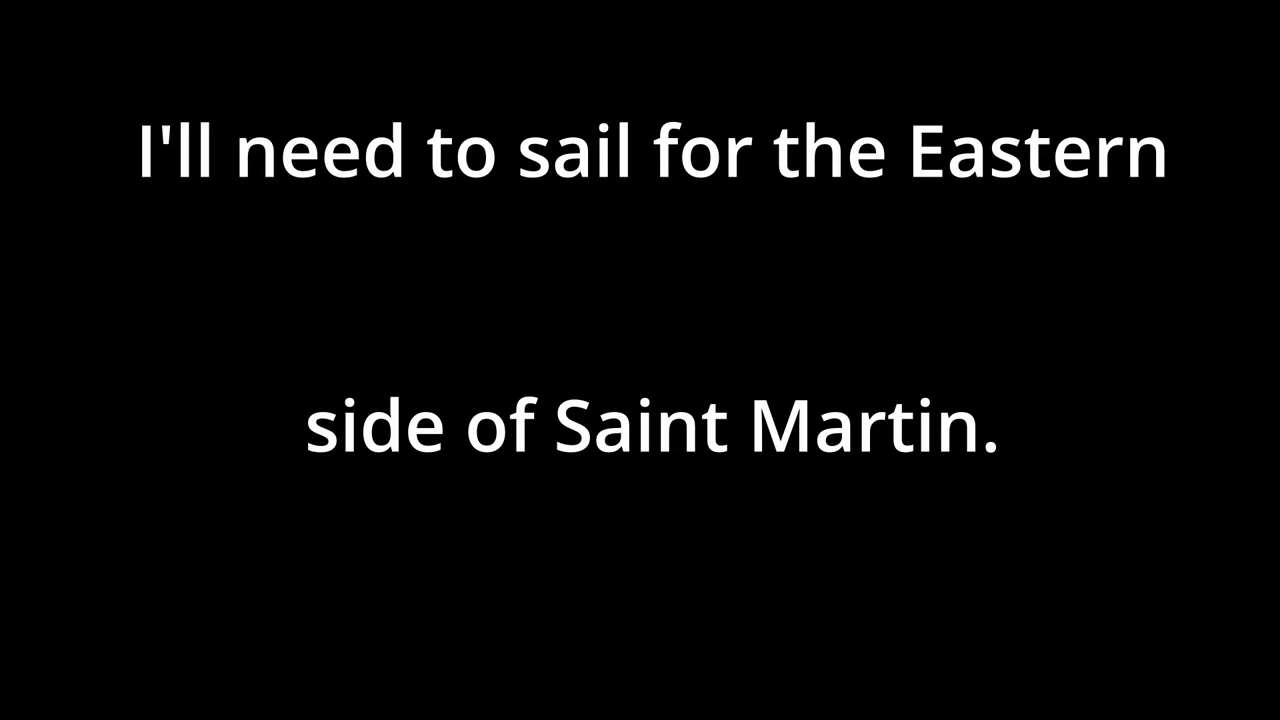 I'll need to sail for the Eastern
side of Saint Martin.